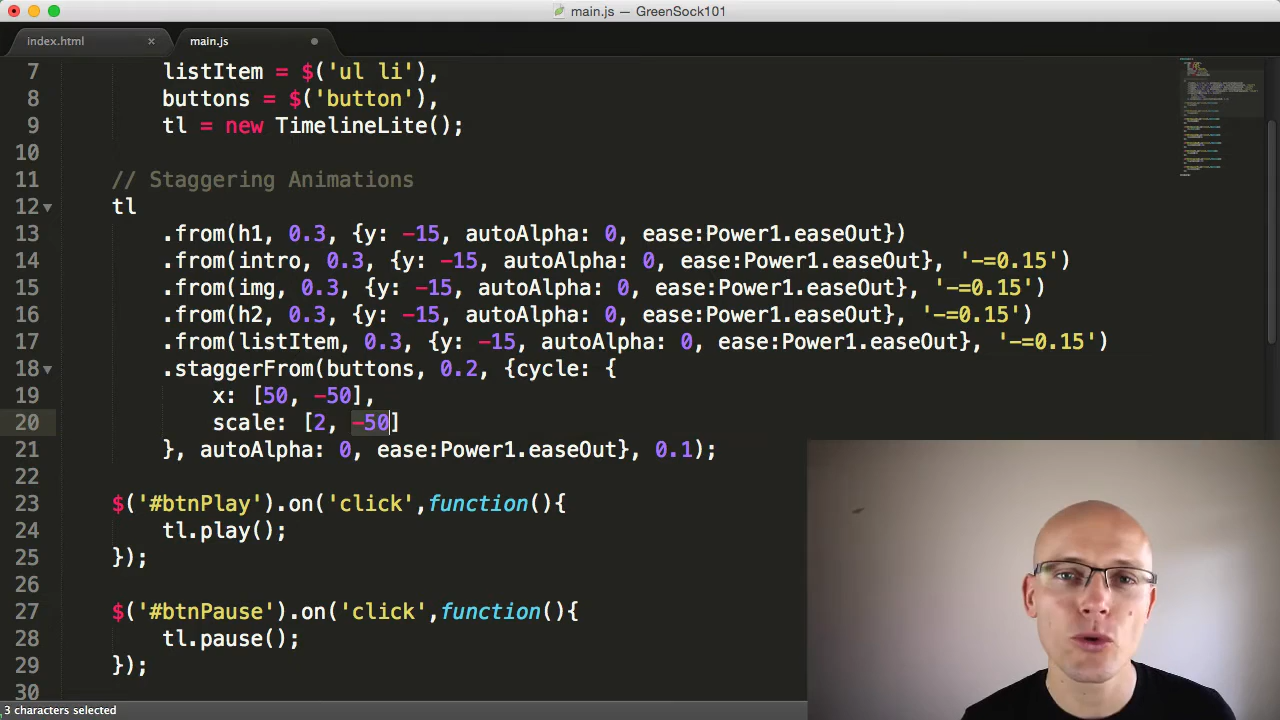 main.js — GreenSock101
index.html × main.js
7 listItem = $('ul li'),
8 buttons = $('button'),
9 tl = new TimelineLite();
10
11 // Staggering Animations
12 tl
13 .from(h1, 0.3, {y: -15, autoAlpha: 0, ease:Power1.easeOut})
14 .from(intro, 0.3, {y: -15, autoAlpha: 0, ease:Power1.easeOut}, '-=0.15')
15 .from(img, 0.3, {y: -15, autoAlpha: 0, ease:Power1.easeOut}, '-=0.15')
16 .from(h2, 0.3, {y: -15, autoAlpha: 0, ease:Power1.easeOut}, '-=0.15')
17 .from(listItem, 0.3, {y: -15, autoAlpha: 0, ease:Power1.easeOut}, '-=0.15')
18 .staggerFrom(buttons, 0.2, {cycle: {
19 x: [50, -50],
20 scale: [2, -50]
21 }, autoAlpha: 0, ease:Power1.easeOut}, 0.1);
22
23 $('#btnPlay').on('click',function(){
24 tl.play();
25 });
26
27 $('#btnPause').on('click',function(){
28 tl.pause();
29 });
30
3 characters selected